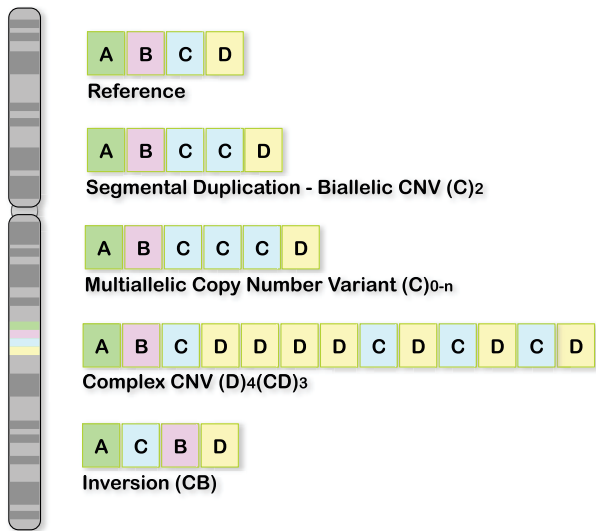 A B C D
Reference
A B C C D
Segmental Duplication - Biallelic CNV (C)2
A B C C C D
Multiallelic Copy Number Variant (C)0-n
A B C D D D D C D C D C D
Complex CNV (D)4(CD)3
A C B D
Inversion (CB)